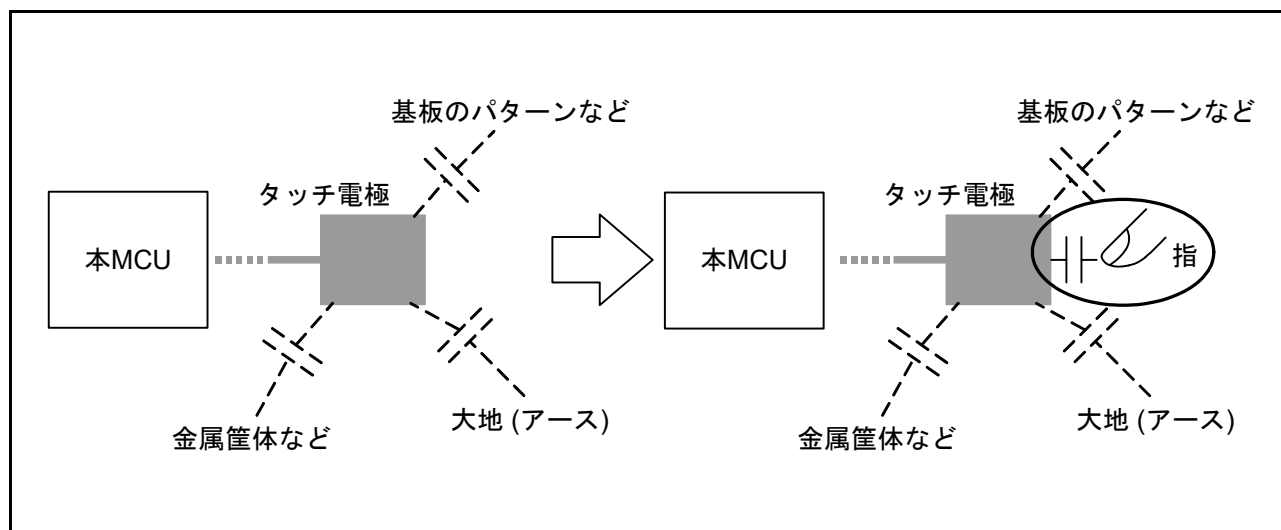 基板のパターンなど
タッチ電極
本MCU
金属筐体など
大地 (アース)
基板のパターンなど
タッチ電極
本MCU
指
金属筐体など
大地 (アース)